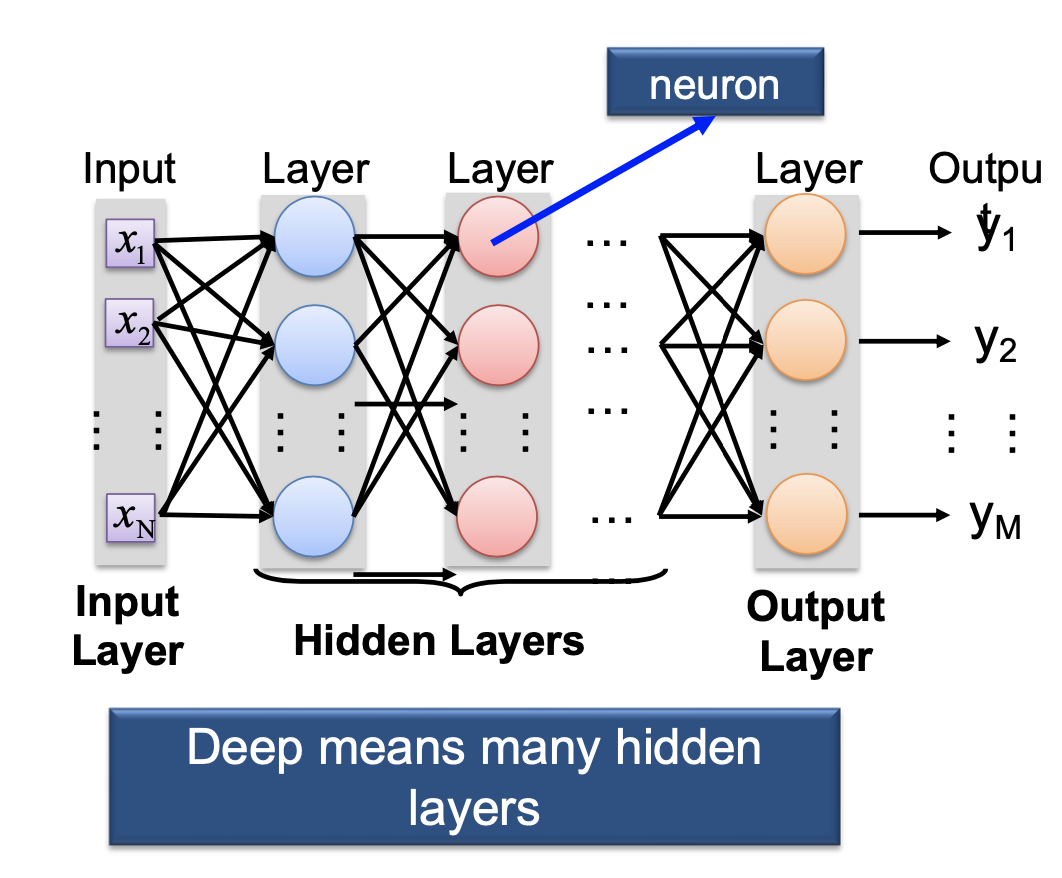 neuron
Input Layer Layer Layer Outpu
t
x1 … y1
…
x2 … y2
…
⋮ ⋮ ⋮ ⋮ ⋮ ⋮ ⋮ ⋮ ⋮ ⋮
xN … yM
…
Input
Layer
Hidden Layers
Output
Layer
Deep means many hidden
layers